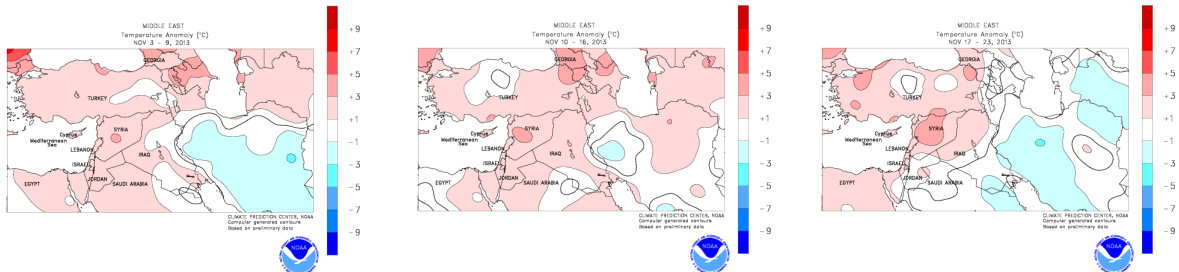 MIDDLE EAST
Temperature Anomaly (°C)
NOV 3 - 9, 2013
GEORGIA
TURKEY
Cyprus
Mediterranean
Sea
SYRIA
LEBANON
ISRAEL
IRAQ
JORDAN
EGYPT
SAUDI ARABIA
CLIMATE PREDICTION CENTER, NOAA
Computer generated contours
Based on preliminary data
+9
+7
+5
+3
+1
-1
-3
-5
-7
-9
NOAA
MIDDLE EAST
Temperature Anomaly (°C)
NOV 10 - 16, 2013
GEORGIA
TURKEY
Cyprus
Mediterranean
Sea
SYRIA
LEBANON
ISRAEL
IRAQ
JORDAN
EGYPT
SAUDI ARABIA
CLIMATE PREDICTION CENTER, NOAA
Computer generated contours
Based on preliminary data
+9
+7
+5
+3
+1
-1
-3
-5
-7
-9
NOAA
MIDDLE EAST
Temperature Anomaly (°C)
NOV 17 - 23, 2013
GEORGIA
TURKEY
Cyprus
Mediterranean
Sea
SYRIA
LEBANON
ISRAEL
IRAQ
JORDAN
EGYPT
SAUDI ARABIA
CLIMATE PREDICTION CENTER, NOAA
Computer generated contours
Based on preliminary data
+9
+7
+5
+3
+1
-1
-3
-5
-7
-9
NOAA